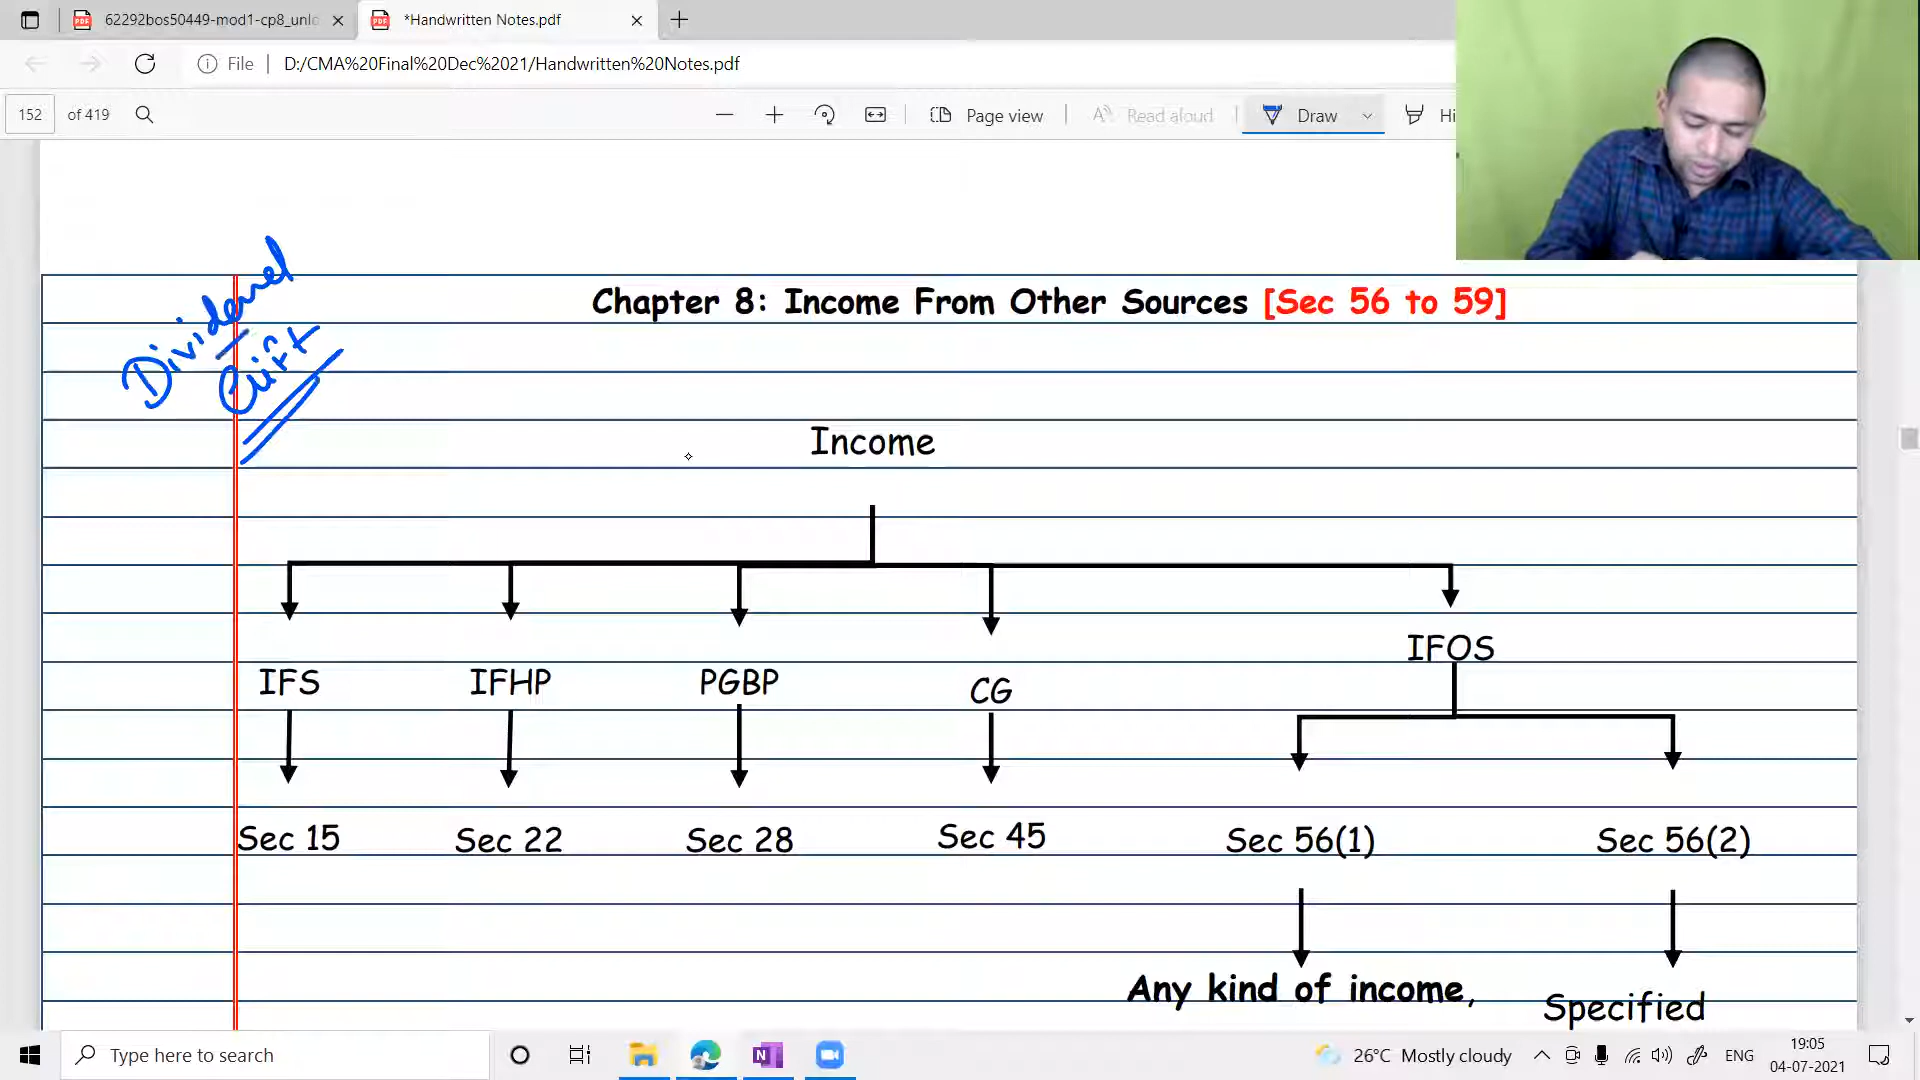 62292bos50449-mod1-cp8_unl
*Handwritten Notes.pdf
File
D:/CMA%20Final%20Dec%2021/Handwritten%20Notes.pdf
152 of 419
Page view
Read aloud
Draw
Hi
Dividend
Gift
Chapter 8: Income From Other Sources [Sec 56 to 59]
Income
IFS IFHP PGBP CG IFOS
Sec 15 Sec 22 Sec 28 Sec 45 Sec 56(1) Sec 56(2)
Any kind of income, Specified
Type here to search
26°C Mostly cloudy
ENG
19:05
04-07-2021